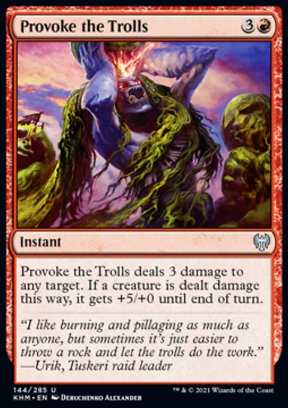 Provoke the Trolls
3
Instant
Provoke the Trolls deals 3 damage to
any target. If a creature is dealt damage
this way, it gets +5/+0 until end of turn.
“I like burning and pillaging as much as
anyone, but sometimes it’s just easier to
throw a rock and let the trolls do the work.”
—Urik, Tuskeri raid leader
144/285 U
KHM • EN DERUCHENKO ALEXANDER
™ & © 2021 Wizards of the Coast